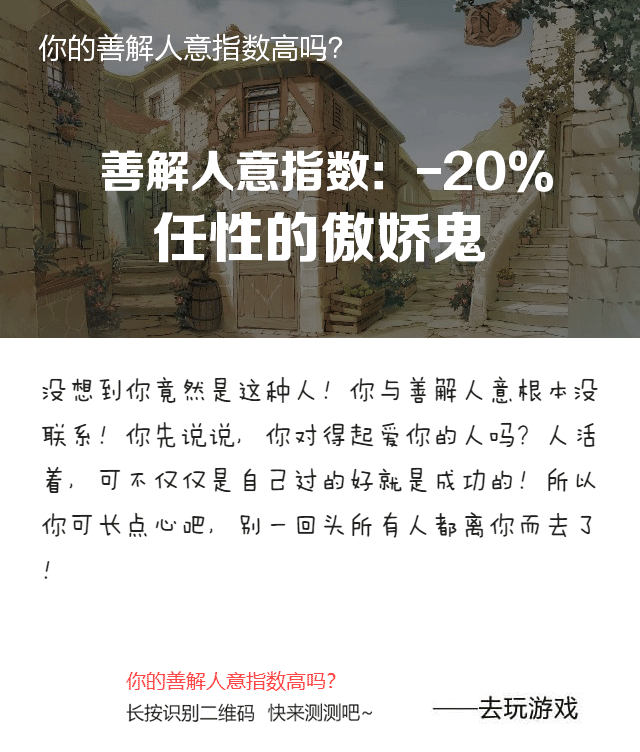 你的善解人意指数高吗?
善解人意指数：-20%
任性的傲娇鬼
没想到你竟然是这种人！你与善解人意根本没
联系！你先说说，你对得起爱你的人吗？人活
着，可不仅仅是自己过的好就是成功的！所以
你可长点心吧，别一回头所有人都离你而去了
！
你的善解人意指数高吗?
长按识别二维码 快来测测吧~
——去玩游戏